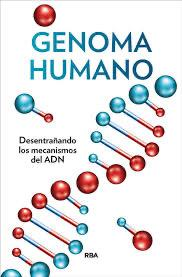 GENOMA
HUMANO
Desentrañando
los mecanismos
del ADN
RBA